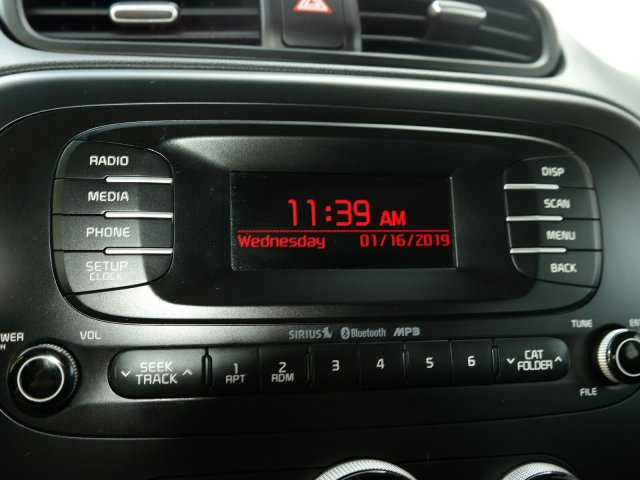 RADIO
MEDIA
PHONE
SETUP
CLOCK
11:39 AM
Wednesday 01/16/2019
DISP
SCAN
MENU
BACK
VOL
SIRIUS Bluetooth MP3
TUNE
SEEK
TRACK
1
RPT
2
RDM
3
4
5
6
CAT
FOLDER
FILE